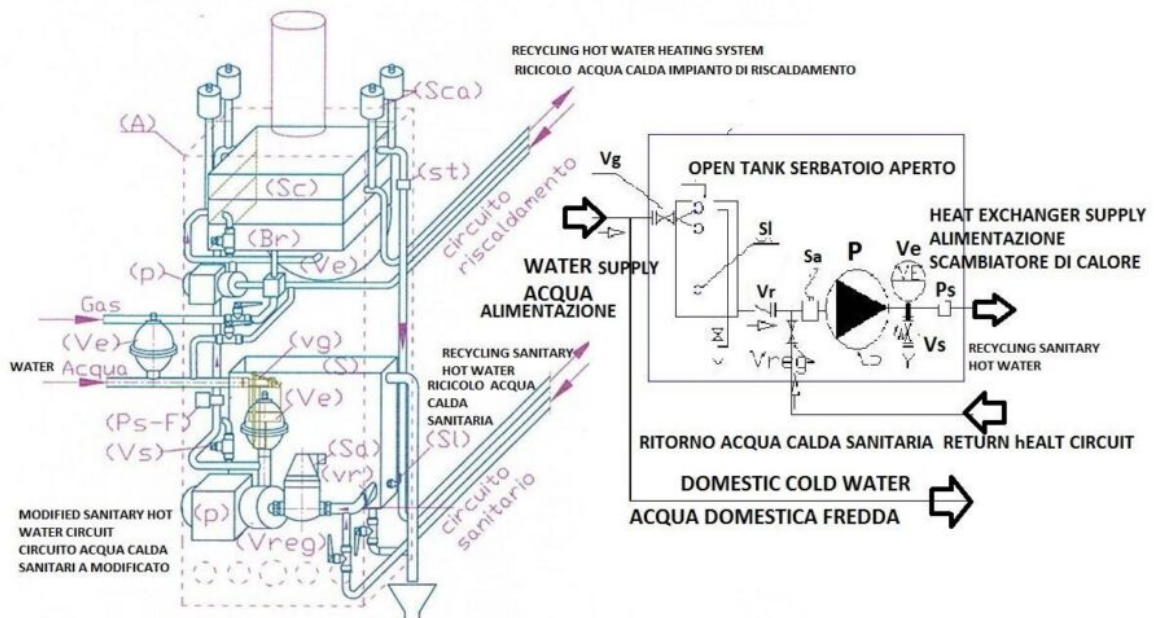 RECYCLING HOT WATER HEATING SYSTEM
RICICOLO ACQUA CALDA IMPIANTO DI RISCALDAMENTO
(Sca)
(A)
(st)
(Sc)
(Br)
(Ve)
(p)
Gas
(Ve)
circuito
riscaldamento
WATER Acqua
(vg)
(S)
(Ve)
(Ps-F)
(Vs)
(Sa)
(vr)
(Sl)
(p)
(Vreg)
circuito
sanitario
RECYCLING SANITARY
HOT WATER
RICICOLO ACQUA
CALDA
SANITARIA
MODIFIED SANITARY HOT
WATER CIRCUIT
CIRCUITO ACQUA CALDA
SANITARI A MODIFICATO
Vg
OPEN TANK SERBATOIO APERTO
Sl
WATER SUPPLY
ACQUA
ALIMENTAZIONE
Sa
P
Ve
VE
Vr
Vreg
Ps
Vs
HEAT EXCHANGER SUPPLY
ALIMENTAZIONE
SCAMBIATORE DI CALORE
RECYCLING SANITARY
HOT WATER
RITORNO ACQUA CALDA SANITARIA RETURN hEALT CIRCUIT
DOMESTIC COLD WATER
ACQUA DOMESTICA FREDDA